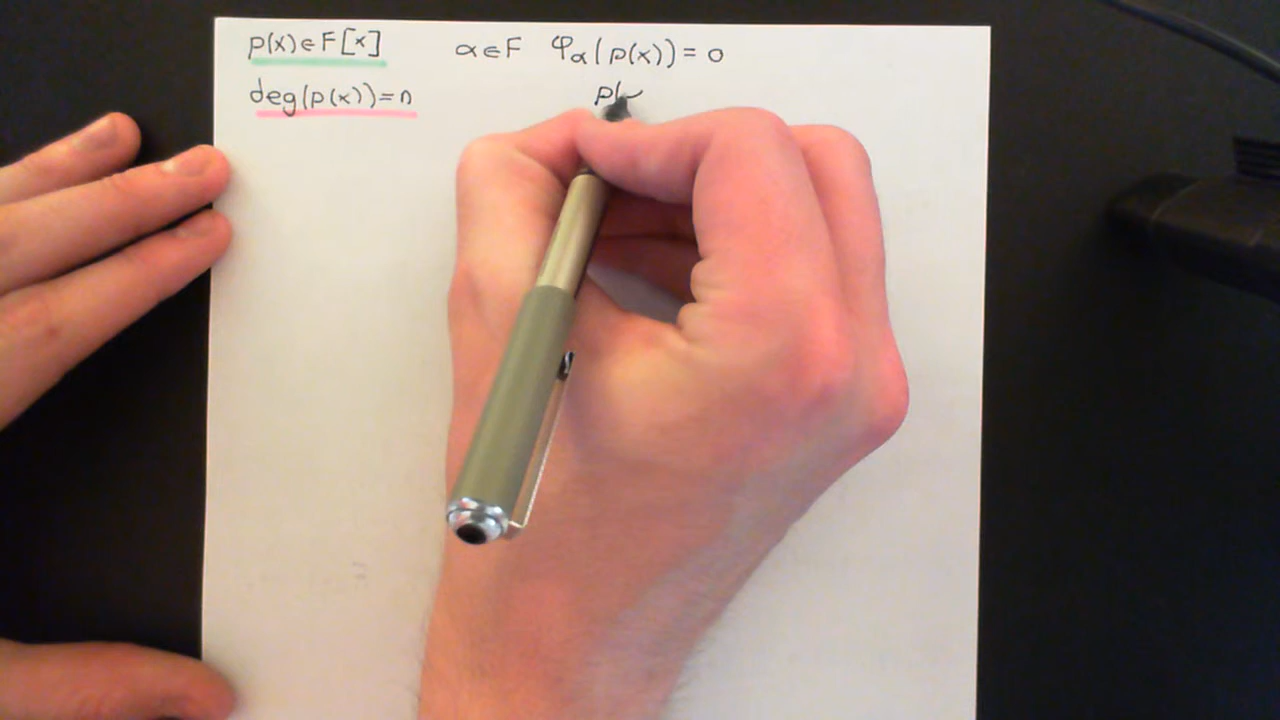 p(x)∈F[x] α∈F φα(p(x))=0
deg(p(x))=n p(